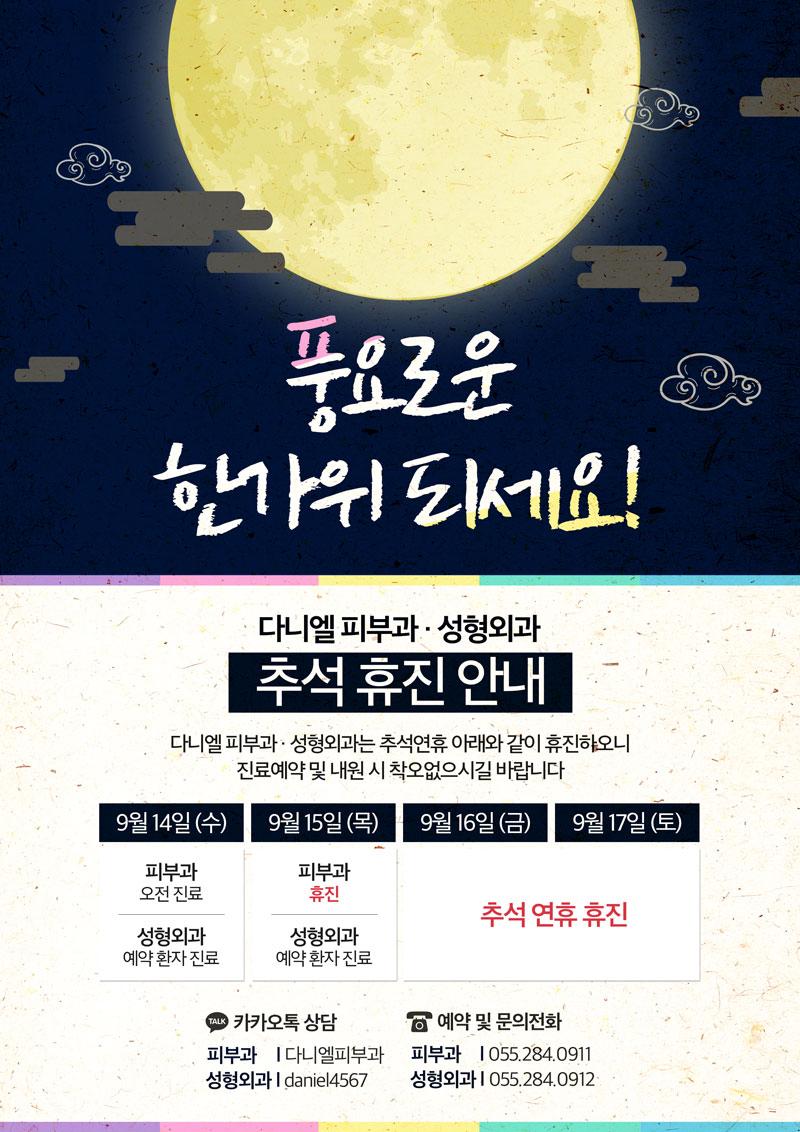 풍요로운
한가위 되세요!
다니엘 피부과 · 성형외과
추석 휴진 안내
다니엘 피부과 · 성형외과는 추석연휴 아래와 같이 휴진하오니
진료예약 및 내원 시 착오없으시길 바랍니다
9월 14일 (수)
피부과
오전 진료
성형외과
예약 환자 진료
9월 15일 (목)
피부과
휴진
성형외과
예약 환자 진료
9월 16일 (금) 9월 17일 (토)
추석 연휴 휴진
TALK 카카오톡 상담
피부과 | 다니엘피부과
성형외과 | daniel4567
예약 및 문의전화
피부과 | 055.284.0911
성형외과 | 055.284.0912